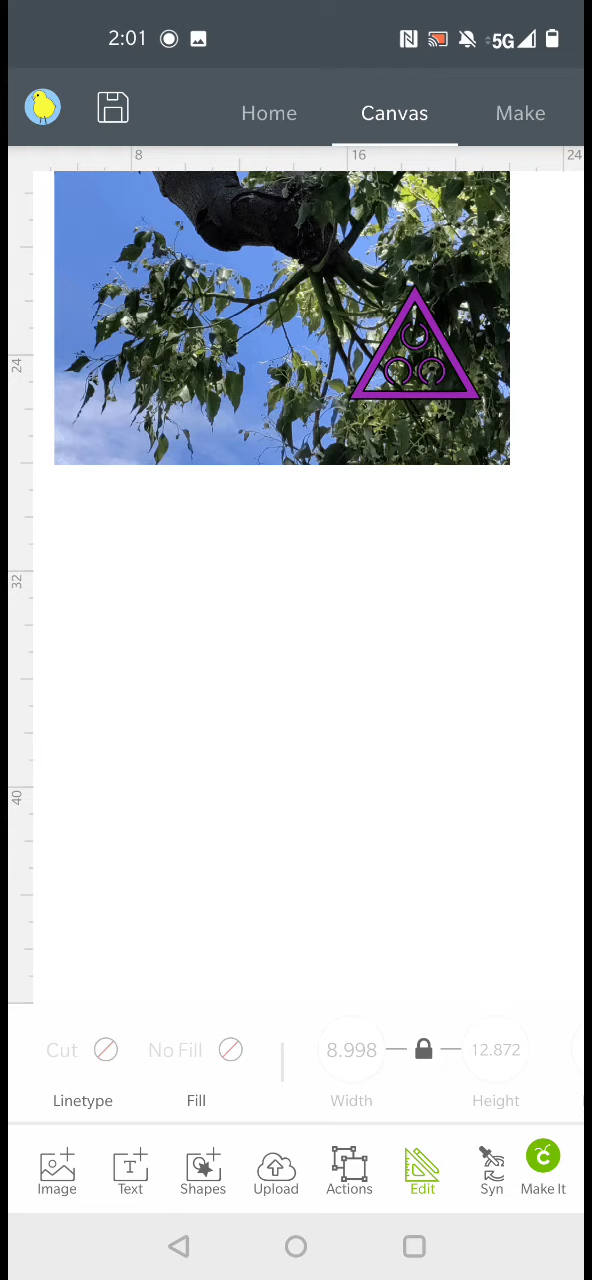 2:01 5G
Home Canvas Make
8 16 24
24
32
40
Cut No Fill 8.998 12.872
Linetype Fill Width Height
Image Text Shapes Upload Actions Edit Syn Make It